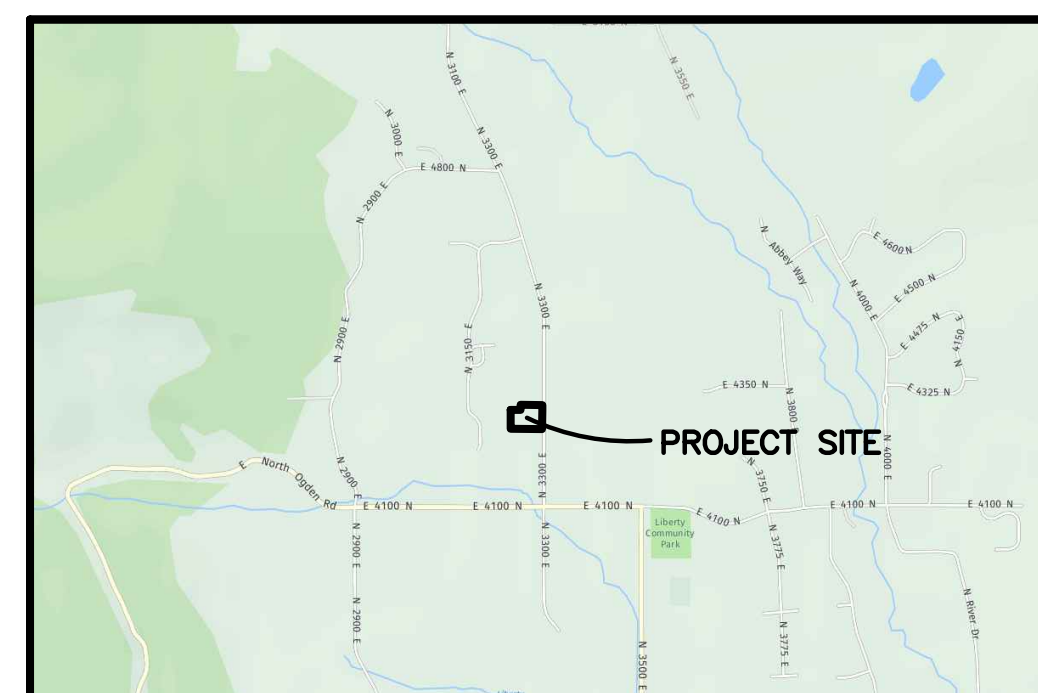 N 3100 E
N 3550 E
N 3000 E
N 3300 E
E 4800 N
N 2900 E
N Abbey Way
E 4600 N
E 4500 N
N 4000 E
N 3300 E
N 2900 E
N 3150 E
E 4475 N
N 4150 E
E 4350 N
E 4325 N
N 3800 E
PROJECT SITE
N 4000 E
N 3300 E
N 3750 E
N 2900 E
E North Ogden Rd
E 4100 N
E 4100 N
E 4100 N
E 4100 N
E 4100 N
E 4100 N
Liberty
Community
Park
N 2900 E
N 3300 E
N 3775 E
N 2900 E
N River Dr
N 3775 E
N 3500 E